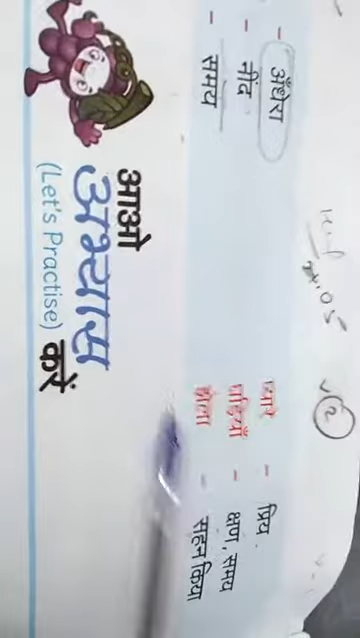 - अँधेरा
प्यारे - प्रिय
- नींद
घड़ियाँ - क्षण, समय
- समय
झेला - सहन किया
आओ
अभ्यास
करें
(Let's Practise)